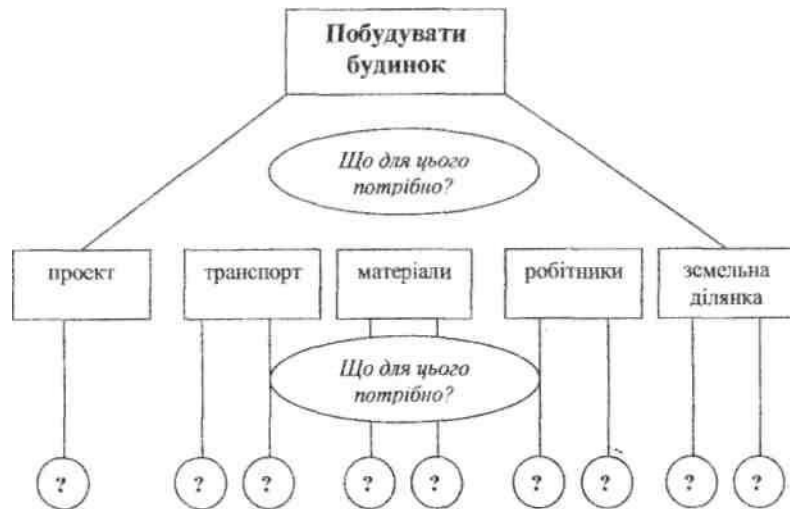 Побудувати
будинок
Що для цього
потрібно?
проект
транспорт
матеріали
робітники
земельна
ділянка
Що для цього
потрібно?
?
?
?
?
?
?
?
?
?